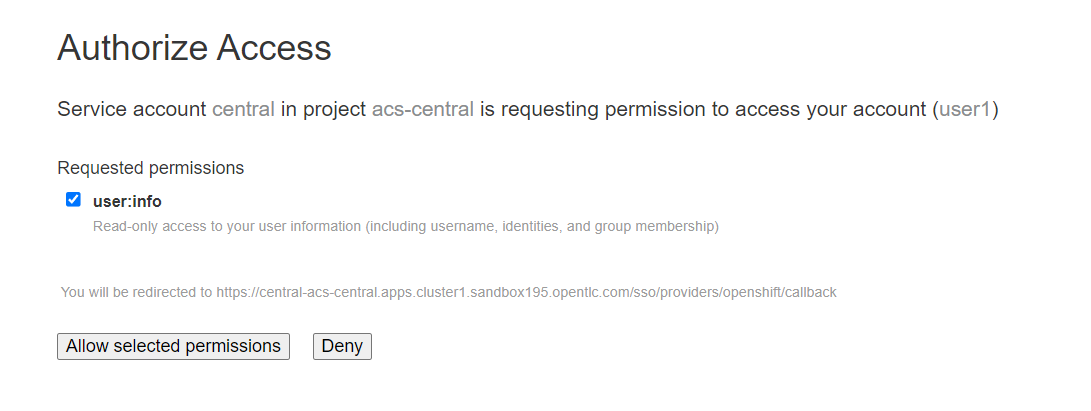 Authorize Access
Service account central in project acs-central is requesting permission to access your account (user1)
Requested permissions
user:info
Read-only access to your user information (including username, identities, and group membership)
You will be redirected to https://central-acs-central.apps.cluster1.sandbox195.opentlc.com/sso/providers/openshift/callback
Allow selected permissions Deny